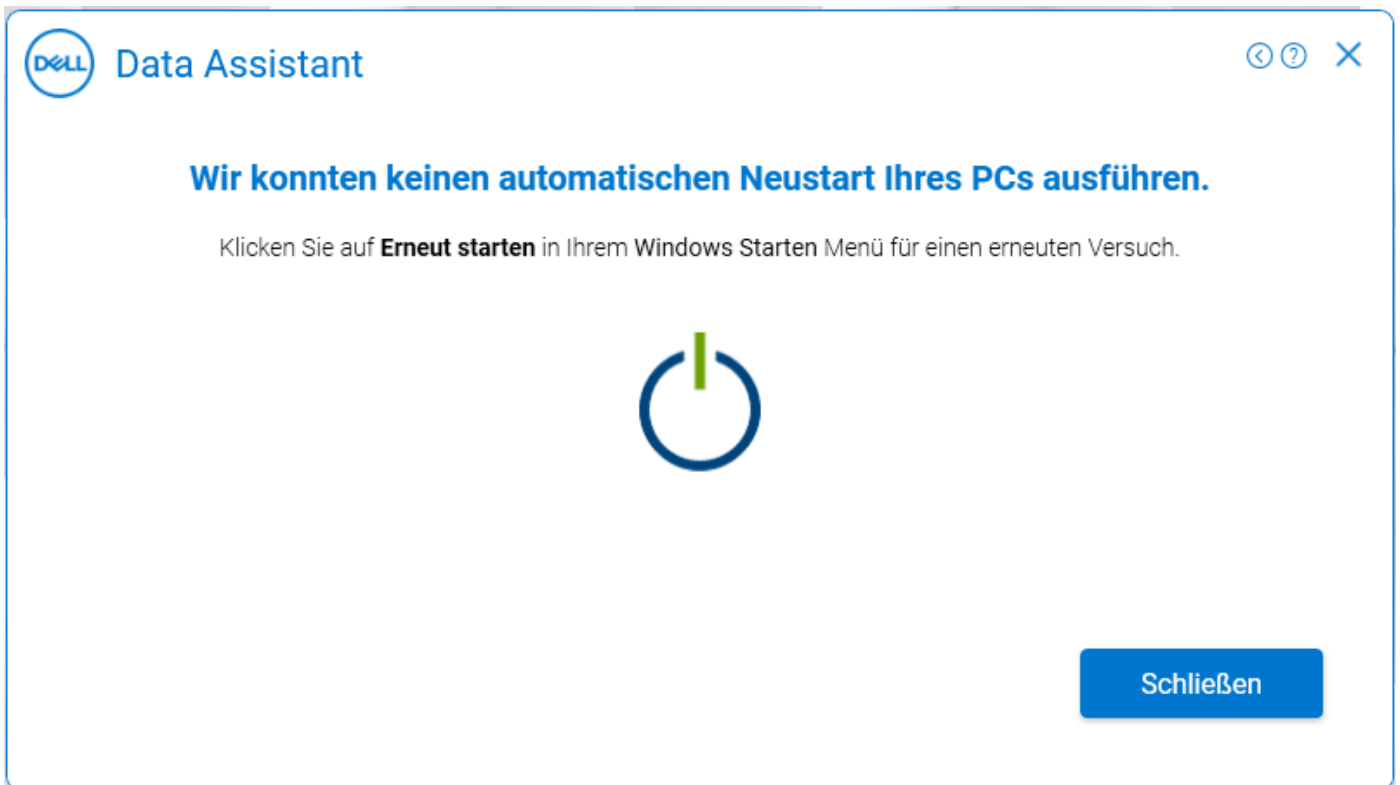 DELL Data Assistant
Wir konnten keinen automatischen Neustart Ihres PCs ausführen.
Klicken Sie auf Erneut starten in Ihrem Windows Starten Menü für einen erneuten Versuch.
Schließen